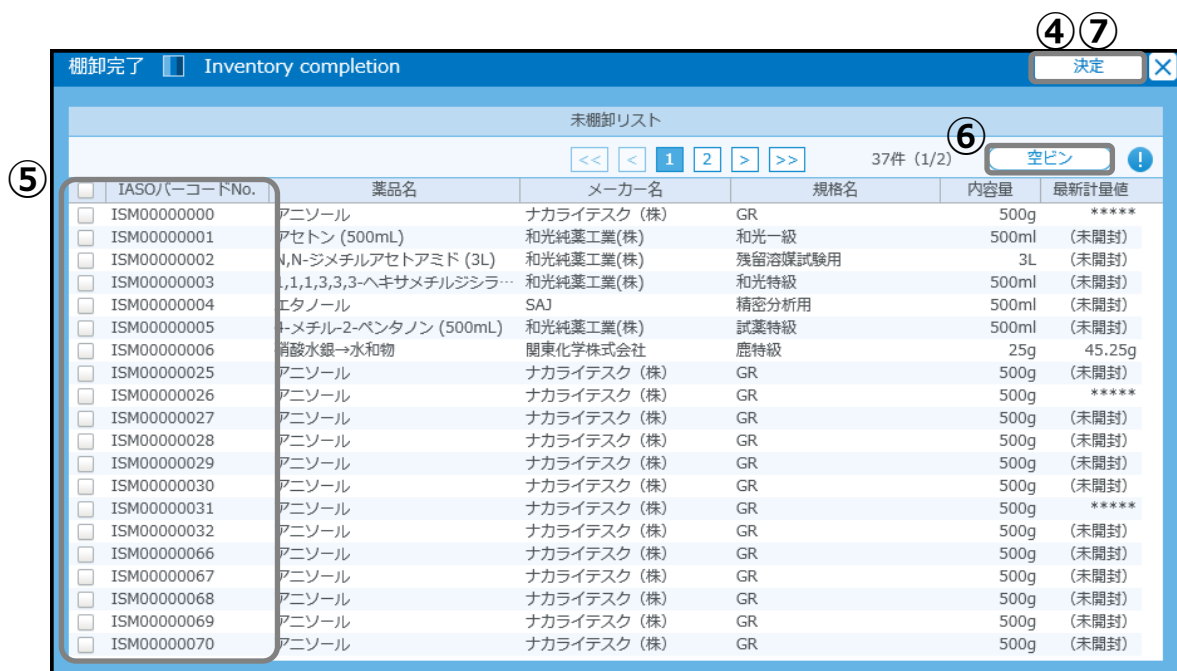 ④⑦
棚卸完了 Inventory completion 決定
未棚卸リスト
⑥
<< < 1 2 > >> 37件 (1/2) 空ビン !
⑤
IASOバーコードNo. 薬品名 メーカー名 規格名 内容量 最新計量値
ISM00000000 アニソール ナカライテスク（株） GR 500g *****
ISM00000001 アセトン (500mL) 和光純薬工業(株) 和光一級 500ml (未開封)
ISM00000002 N,N-ジメチルアセトアミド (3L) 和光純薬工業(株) 残留溶媒試験用 3L (未開封)
ISM00000003 1,1,1,3,3,3-ヘキサメチルジシラ… 和光純薬工業(株) 和光特級 500ml (未開封)
ISM00000004 エタノール SAJ 精密分析用 500ml (未開封)
ISM00000005 4-メチル-2-ペンタノン (500mL) 和光純薬工業(株) 試薬特級 500ml (未開封)
ISM00000006 硝酸水銀→水和物 関東化学株式会社 鹿特級 25g 45.25g
ISM00000025 アニソール ナカライテスク（株） GR 500g (未開封)
ISM00000026 アニソール ナカライテスク（株） GR 500g *****
ISM00000027 アニソール ナカライテスク（株） GR 500g (未開封)
ISM00000028 アニソール ナカライテスク（株） GR 500g (未開封)
ISM00000029 アニソール ナカライテスク（株） GR 500g (未開封)
ISM00000030 アニソール ナカライテスク（株） GR 500g (未開封)
ISM00000031 アニソール ナカライテスク（株） GR 500g *****
ISM00000032 アニソール ナカライテスク（株） GR 500g (未開封)
ISM00000066 アニソール ナカライテスク（株） GR 500g (未開封)
ISM00000067 アニソール ナカライテスク（株） GR 500g (未開封)
ISM00000068 アニソール ナカライテスク（株） GR 500g (未開封)
ISM00000069 アニソール ナカライテスク（株） GR 500g (未開封)
ISM00000070 アニソール ナカライテスク（株） GR 500g (未開封)